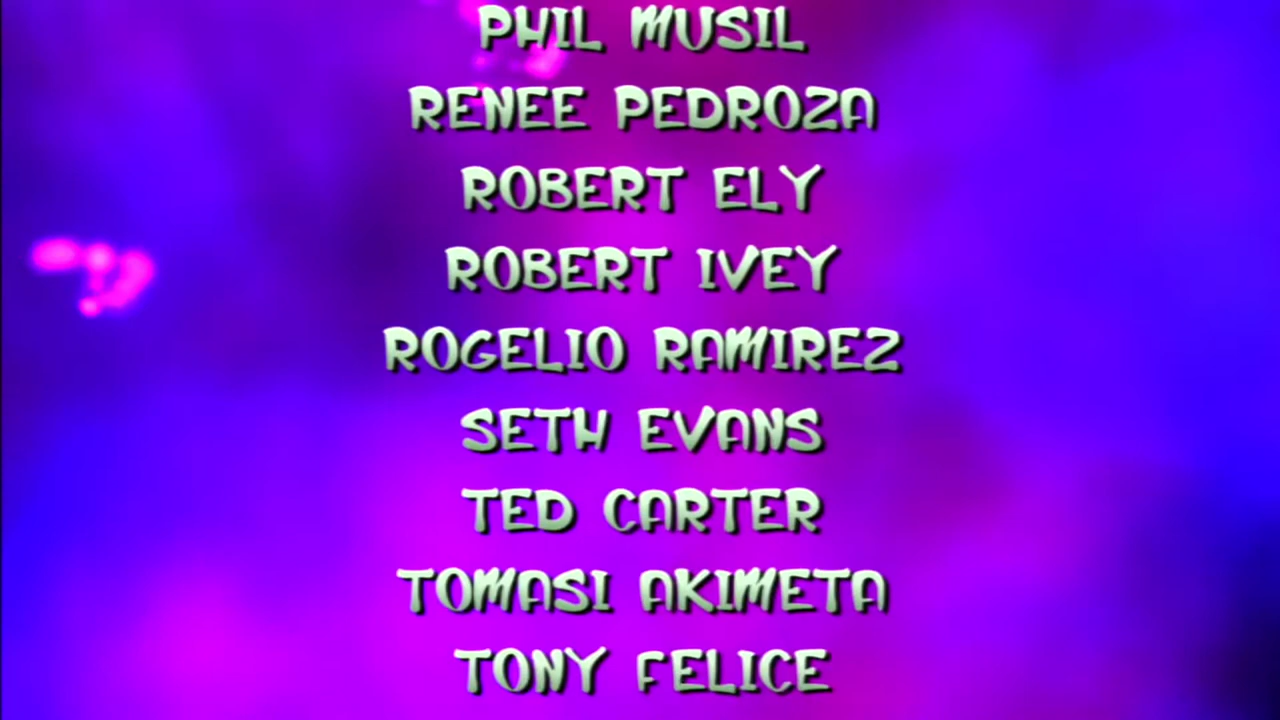 PHIL MUSIL
RENEE PEDROZA
ROBERT ELY
ROBERT IVEY
ROGELIO RAMIREZ
SETH EVANS
TED CARTER
TOMASI AKIMETA
TONY FELICE